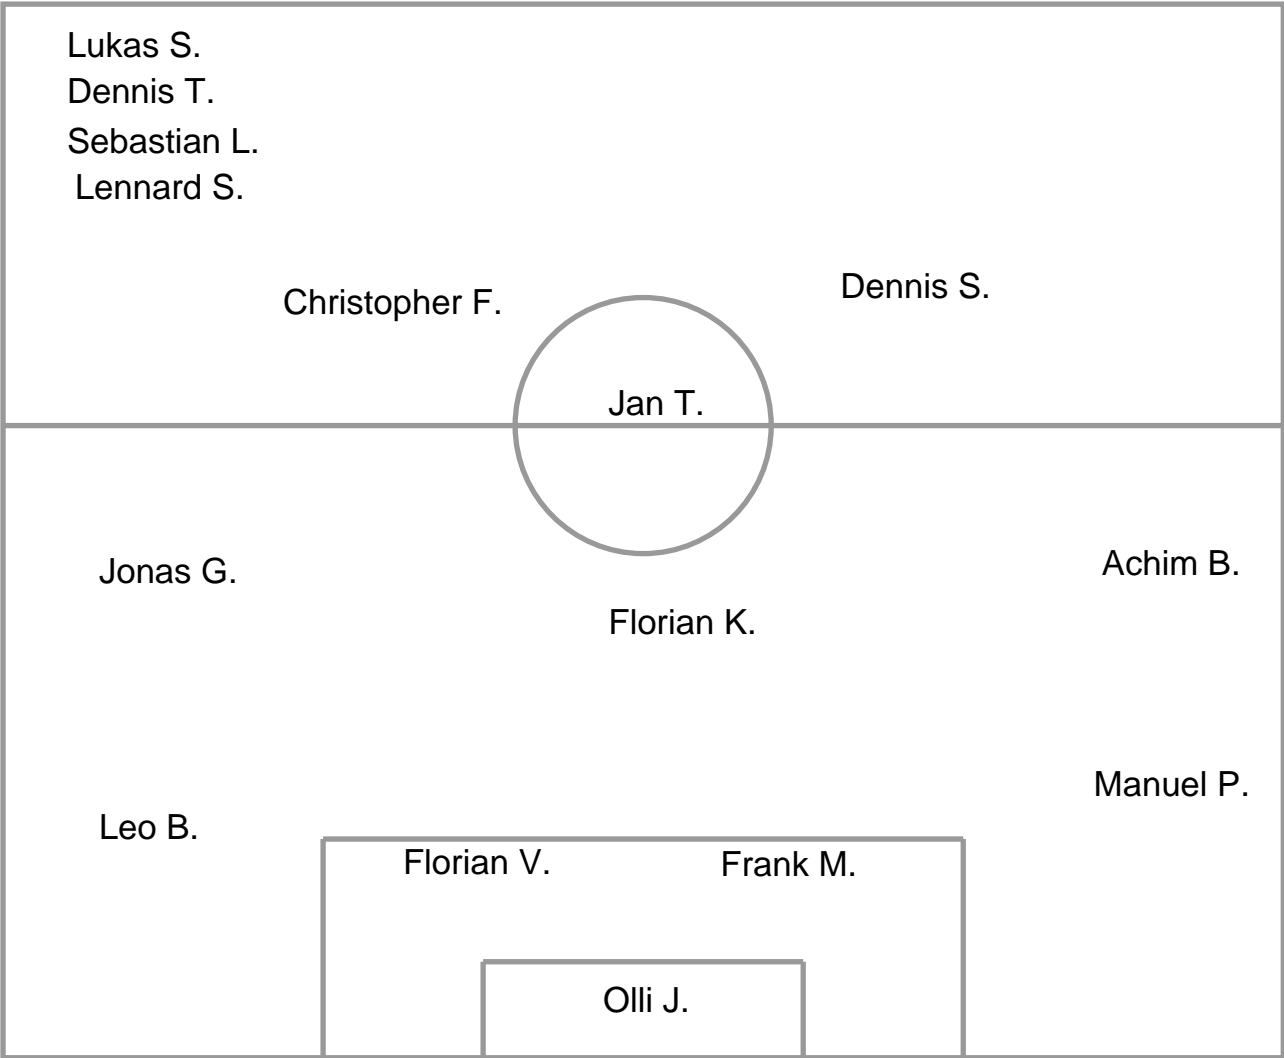 Lukas S.
Dennis T.
Sebastian L.
Lennard S.
Christopher F.
Dennis S.
Jan T.
Jonas G.
Achim B.
Florian K.
Leo B.
Manuel P.
Florian V.
Frank M.
Olli J.